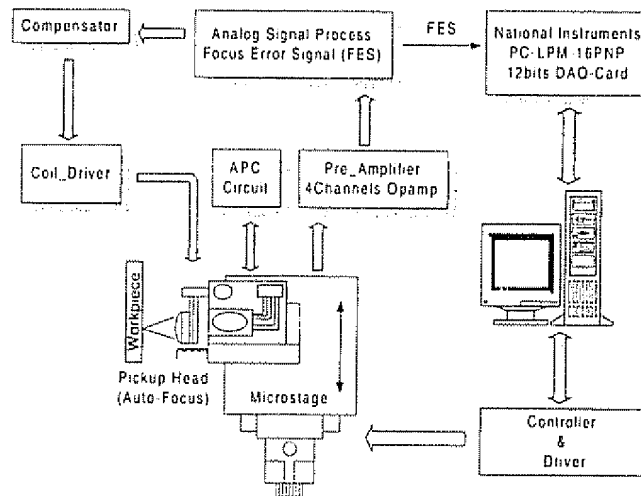 Compensator
Analog Signal Process
Focus Error Signal (FES)
FES
National Instruments
PC-LPM-16PNP
12bits DAO-Card
Coil_Driver
APC
Circuit
Pre_Amplifier
4Channels Opamp
Workpiece
Pickup Head
(Auto-Focus)
Microstage
Controller
&
Driver